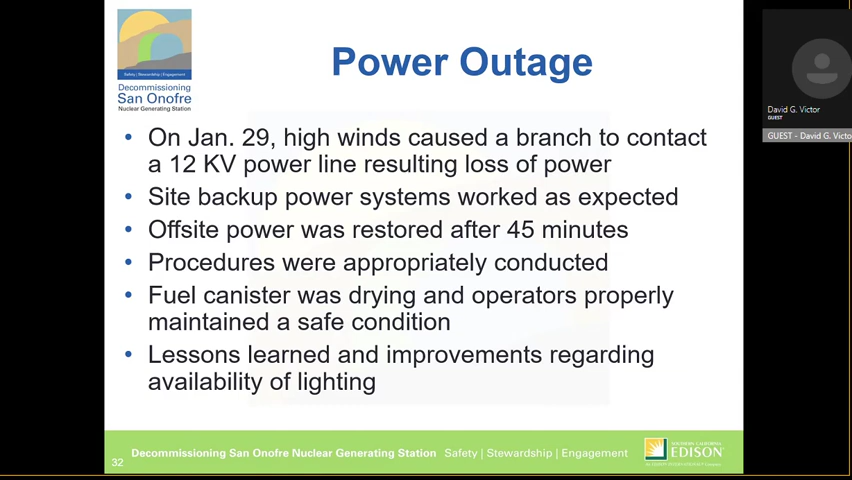 Safety | Stewardship | Engagement
Decommissioning
San Onofre
Nuclear Generating Station
Power Outage
• On Jan. 29, high winds caused a branch to contact
a 12 KV power line resulting loss of power
• Site backup power systems worked as expected
• Offsite power was restored after 45 minutes
• Procedures were appropriately conducted
• Fuel canister was drying and operators properly
maintained a safe condition
• Lessons learned and improvements regarding
availability of lighting
32
Decommissioning San Onofre Nuclear Generating Station Safety | Stewardship | Engagement
SOUTHERN CALIFORNIA
EDISON
David G. Victor
GUEST
GUEST - David G. Victo